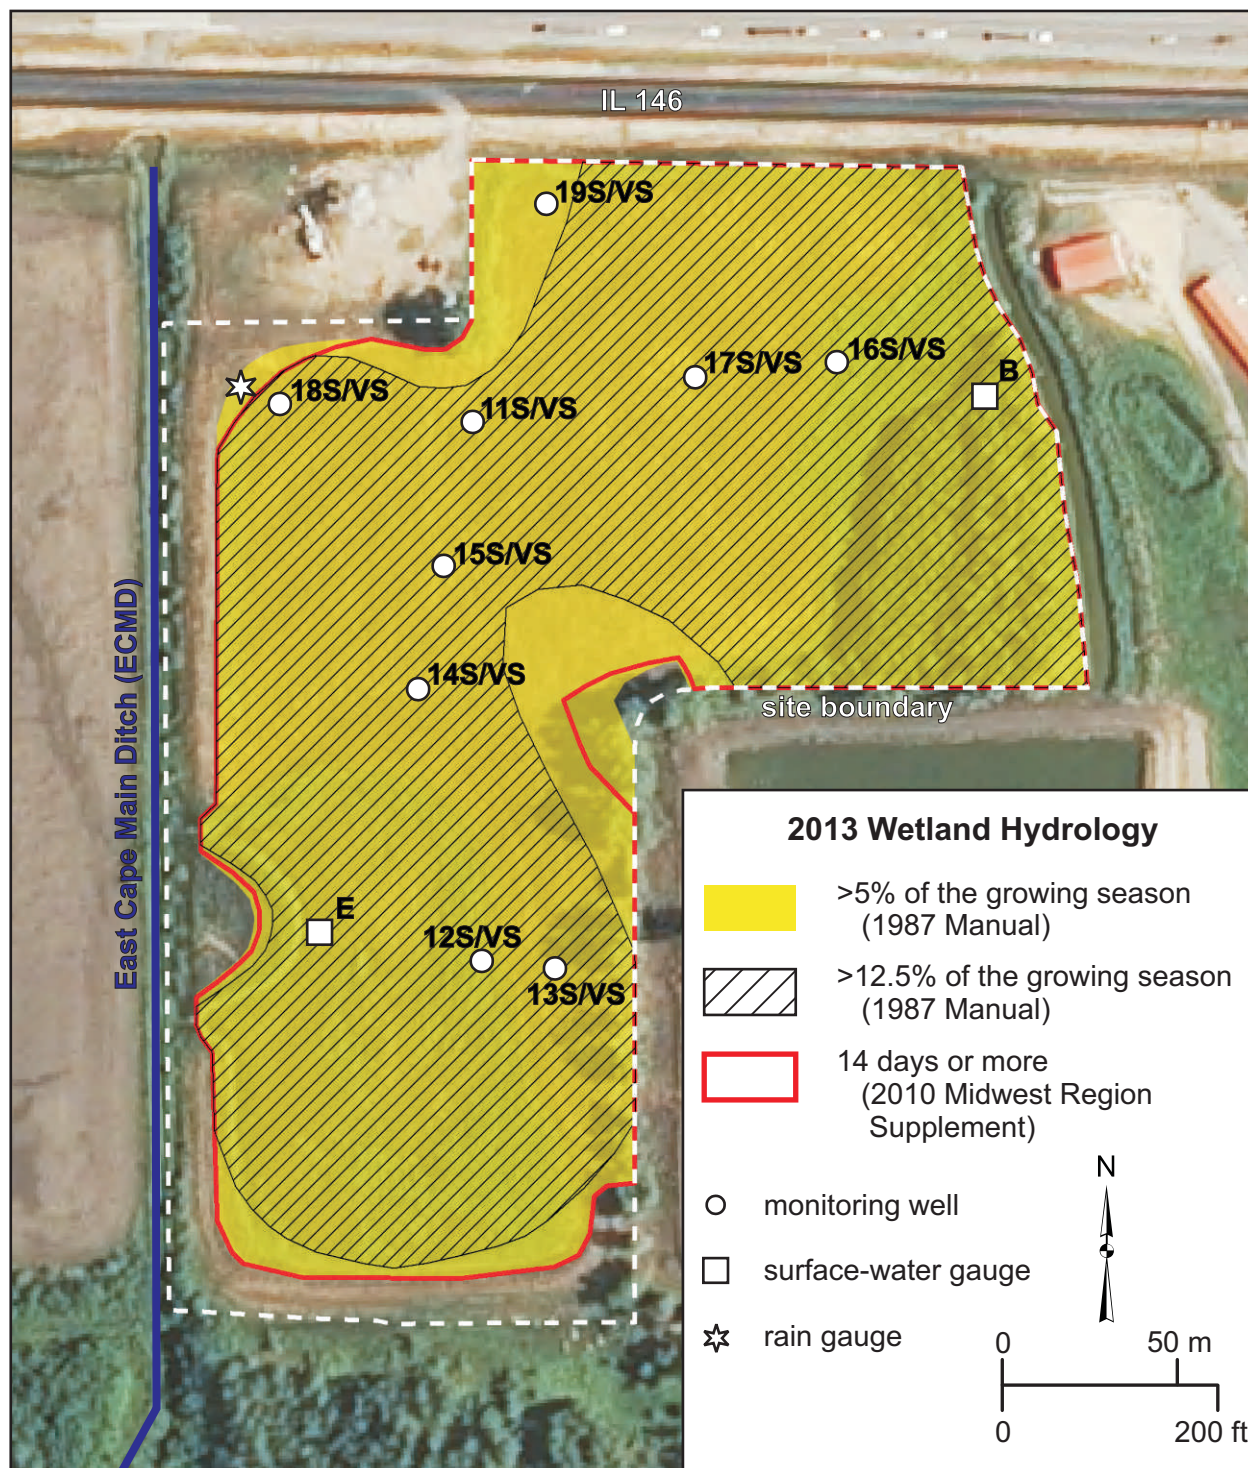 IL 146
19S/VS
17S/VS
16S/VS
B
18S/VS
11S/VS
15S/VS
14S/VS
site boundary
East Cape Main Ditch (ECMD)
E
12S/VS
13S/VS
2013 Wetland Hydrology
>5% of the growing season
(1987 Manual)
>12.5% of the growing season
(1987 Manual)
14 days or more
(2010 Midwest Region
Supplement)
N
monitoring well
surface-water gauge
rain gauge
0 50 m
0 200 ft